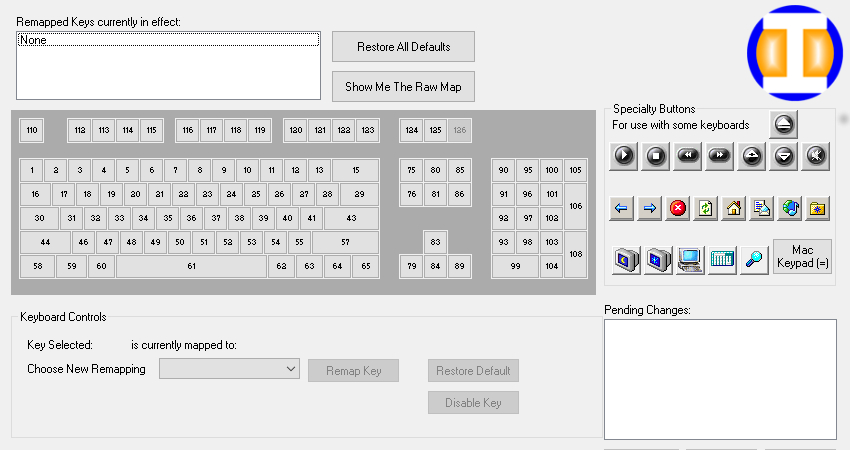 Remapped Keys currently in effect:
None
Restore All Defaults
Show Me The Raw Map
Specialty Buttons
For use with some keyboards
110 112 113 114 115 116 117 118 119 120 121 122 123 124 125 126
1 2 3 4 5 6 7 8 9 10 11 12 13 15 75 80 85 90 95 100 105
16 17 18 19 20 21 22 23 24 25 26 27 28 29 76 81 86 91 96 101 106
30 31 32 33 34 35 36 37 38 39 40 41 43 92 97 102
44 46 47 48 49 50 51 52 53 54 55 57 83 93 98 103 108
58 59 60 61 62 63 64 65 79 84 89 99 104
Mac
Keypad (=)
Keyboard Controls
Key Selected: is currently mapped to:
Choose New Remapping
Remap Key
Restore Default
Disable Key
Pending Changes: